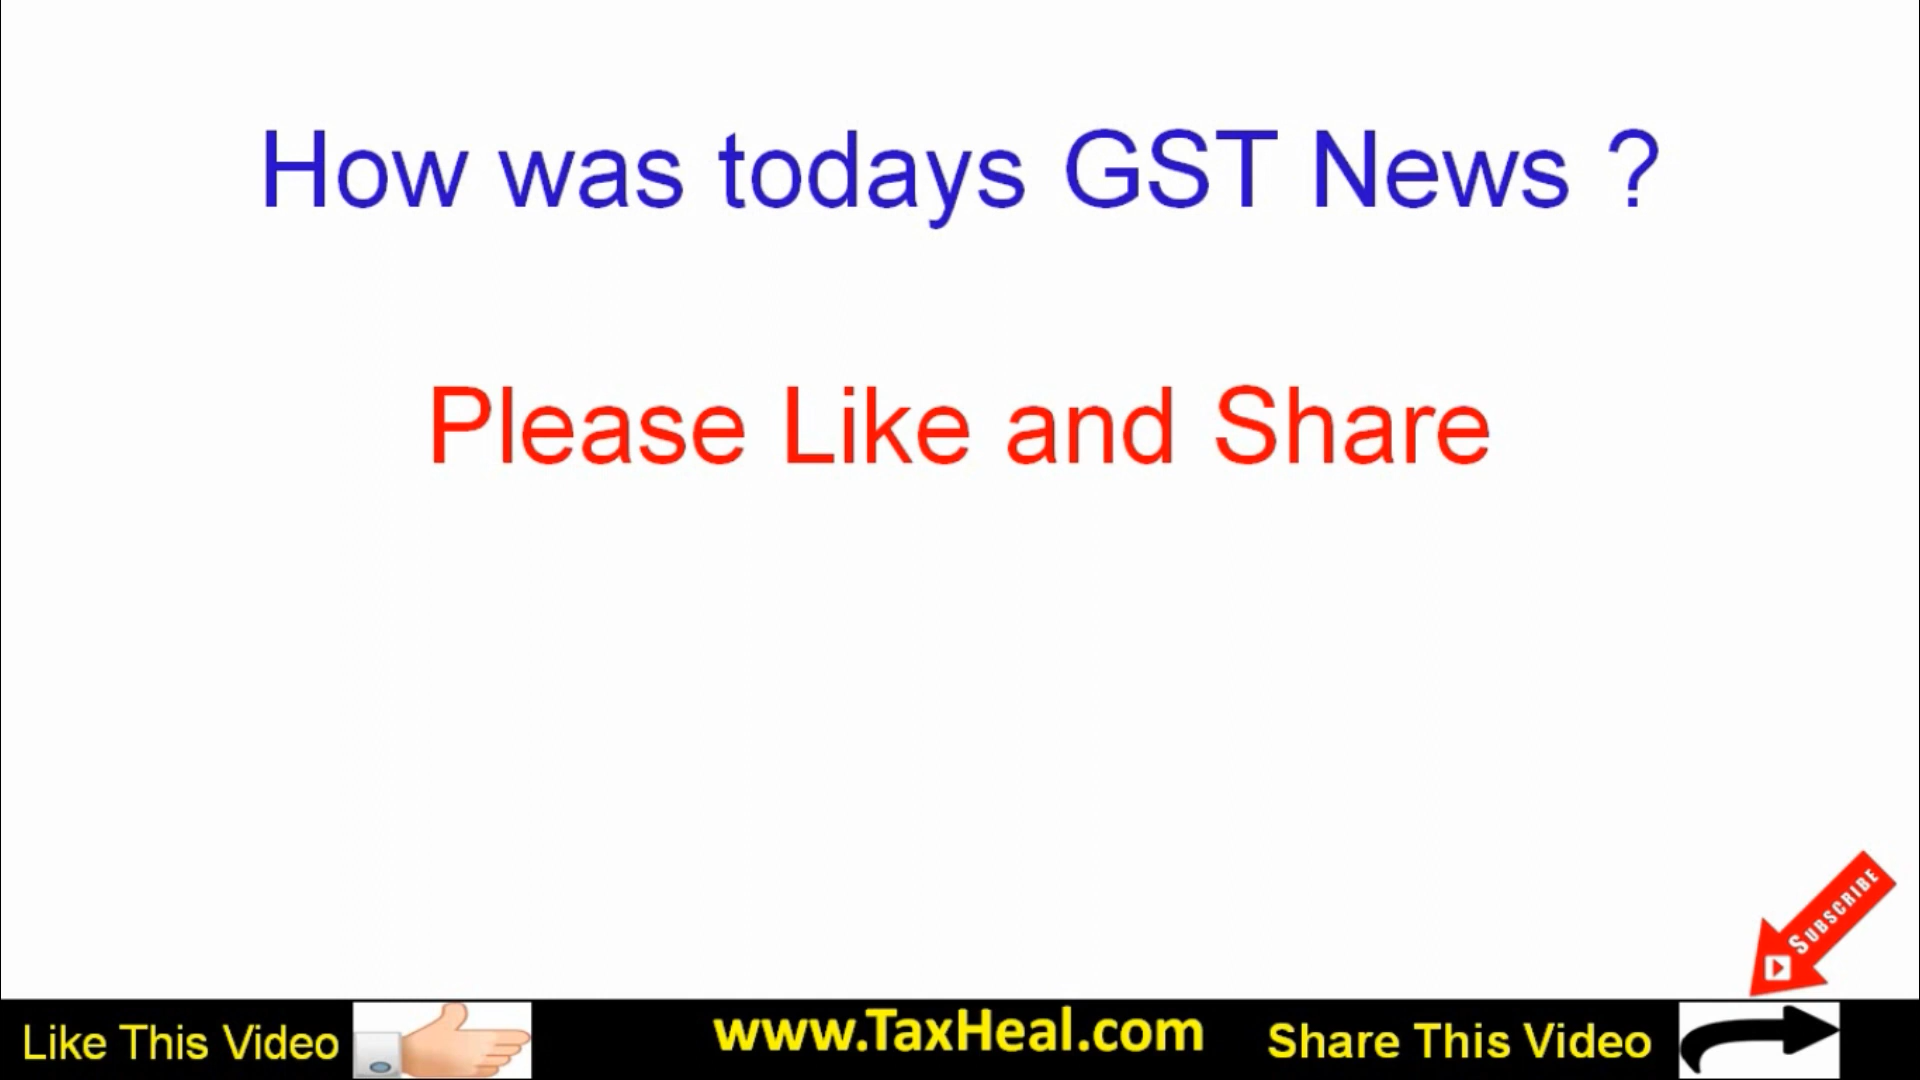 How was todays GST News ?
Please Like and Share
SUBSCRIBE
Like This Video
www.TaxHeal.com
Share This Video